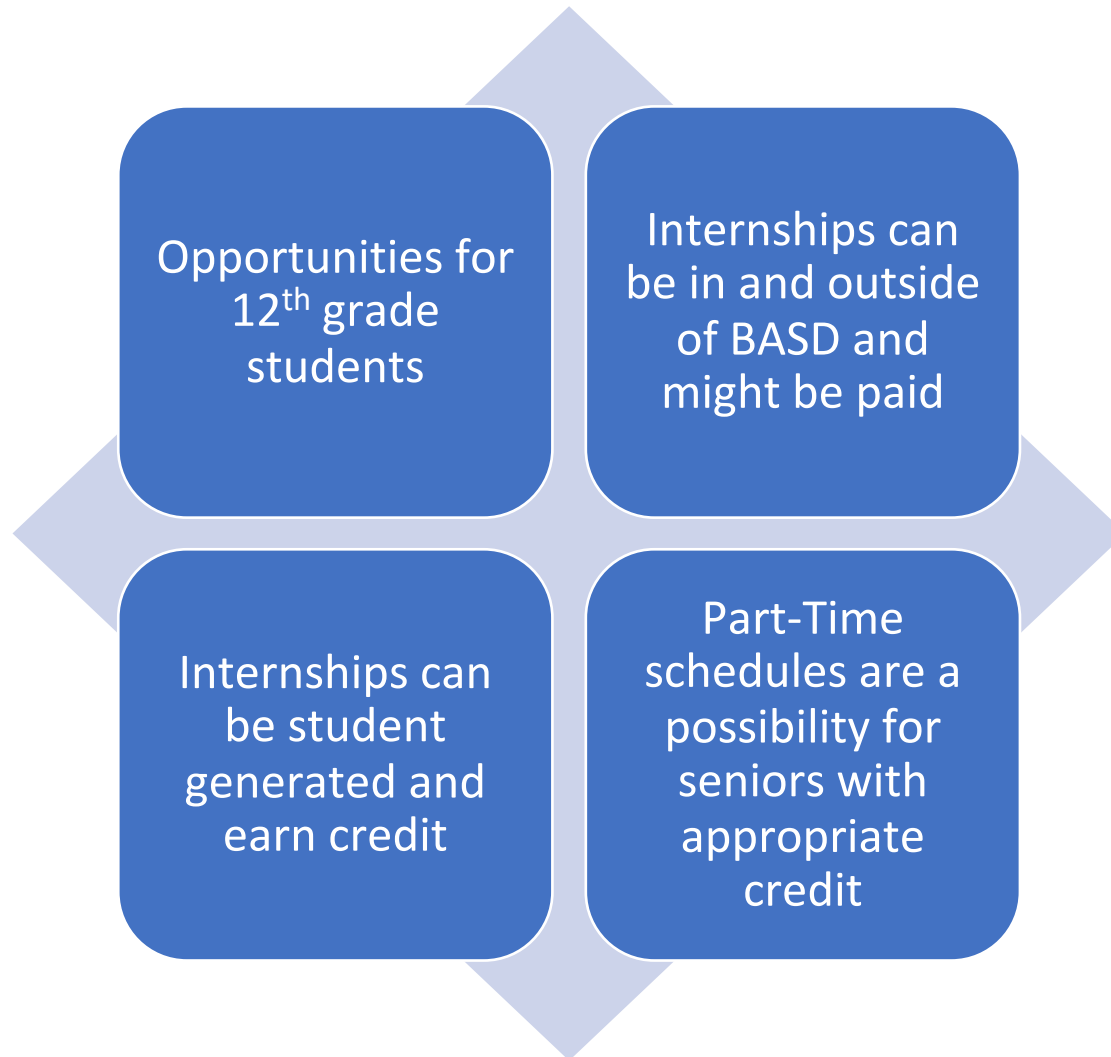 Opportunities for
12th grade
students
Internships can
be in and outside
of BASD and
might be paid
Internships can
be student
generated and
earn credit
Part-Time
schedules are a
possibility for
seniors with
appropriate
credit